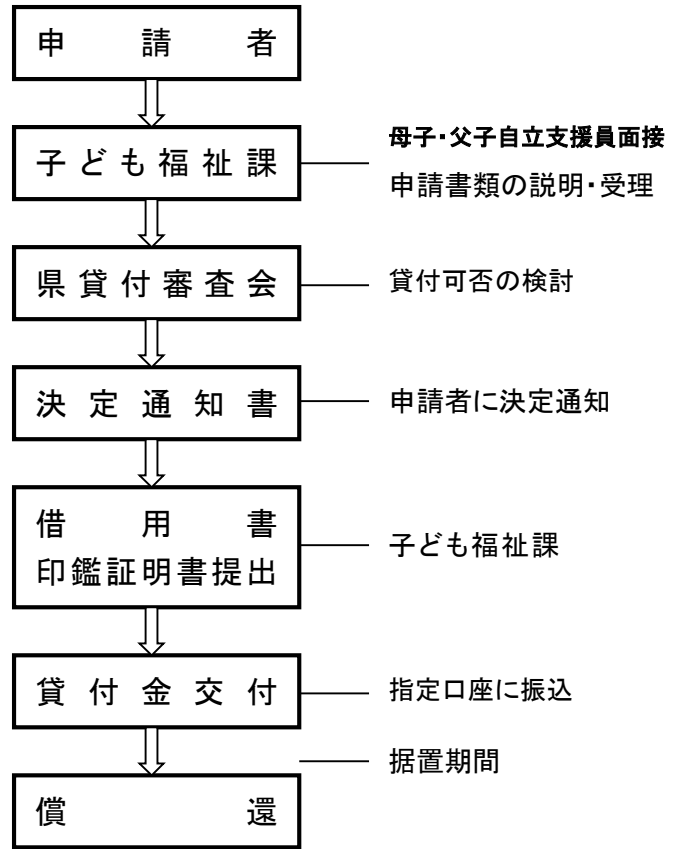 申請者
子ども福祉課
母子・父子自立支援員面接
申請書類の説明・受理
県貸付審査会
貸付可否の検討
決定通知書
申請者に決定通知
借用書
印鑑証明書提出
子ども福祉課
貸付金交付
指定口座に振込
据置期間
償還